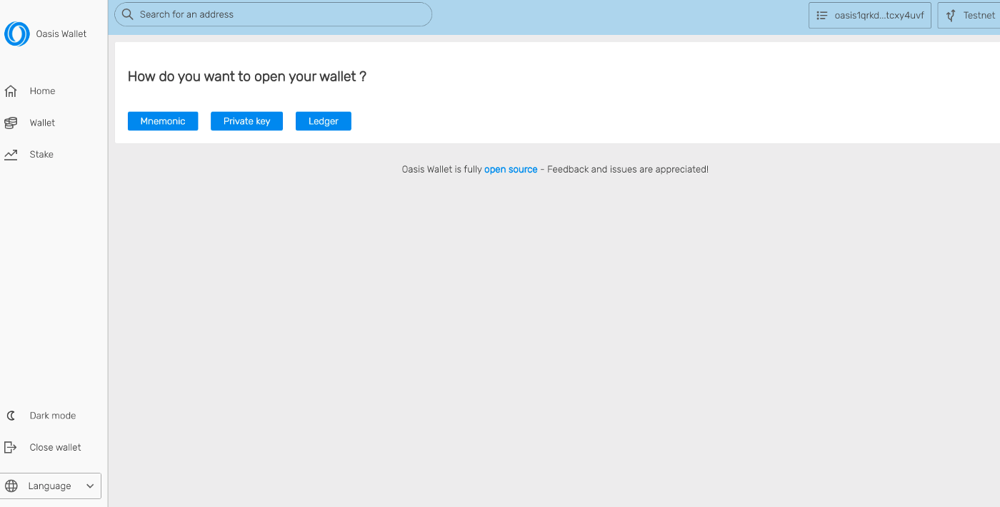 Oasis Wallet
Home
Wallet
Stake
Dark mode
Close wallet
Language
Search for an address
oasis1qrkd...tcxy4uvf
Testnet
How do you want to open your wallet ?
Mnemonic
Private key
Ledger
Oasis Wallet is fully open source - Feedback and issues are appreciated!